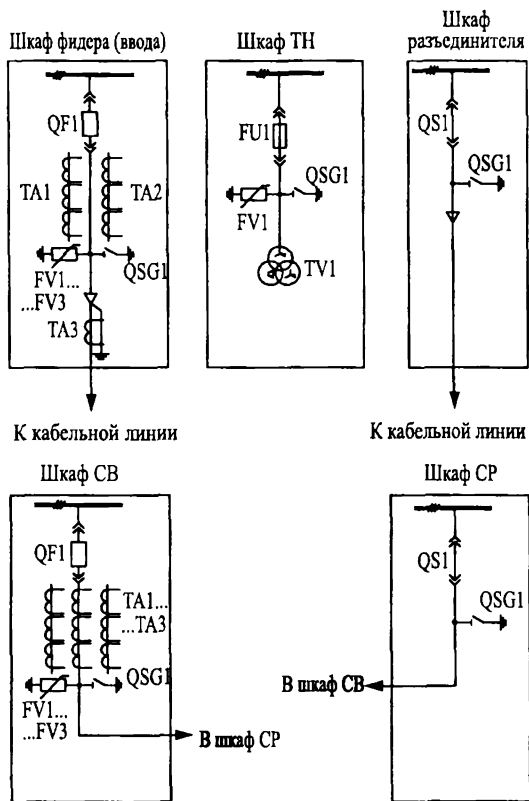 Шкаф фидера (ввода)
QF1
TA1
TA2
QSG1
FV1...
...FV3
TA3
К кабельной линии
Шкаф ТН
FU1
QSG1
FV1
TV1
Шкаф
разъединителя
QS1
QSG1
К кабельной линии
Шкаф СВ
QF1
TA1...
...TA3
QSG1
FV1...
...FV3
В шкаф СР
Шкаф СР
QS1
QSG1
В шкаф СВ